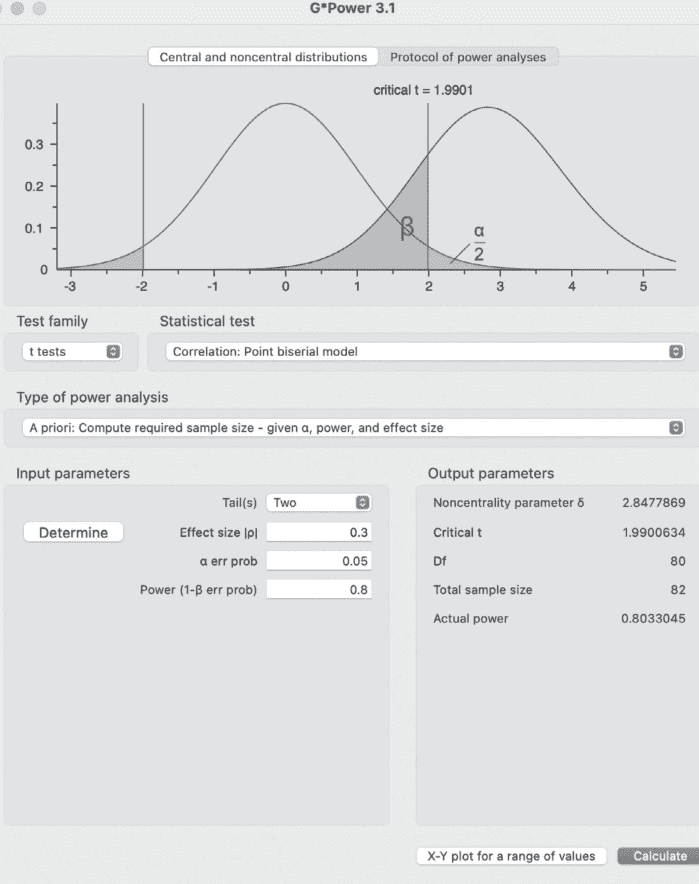 G*Power 3.1
Central and noncentral distributions Protocol of power analyses
critical t = 1.9901
0.3
0.2
0.1
0
β
α
2
-3 -2 -1 0 1 2 3 4 5
Test family Statistical test
t tests Correlation: Point biserial model
Type of power analysis
A priori: Compute required sample size - given α, power, and effect size
Input parameters
Tail(s) Two
Determine Effect size |ρ| 0.3
α err prob 0.05
Power (1-β err prob) 0.8
Output parameters
Noncentrality parameter δ 2.8477869
Critical t 1.9900634
Df 80
Total sample size 82
Actual power 0.8033045
X-Y plot for a range of values Calculate